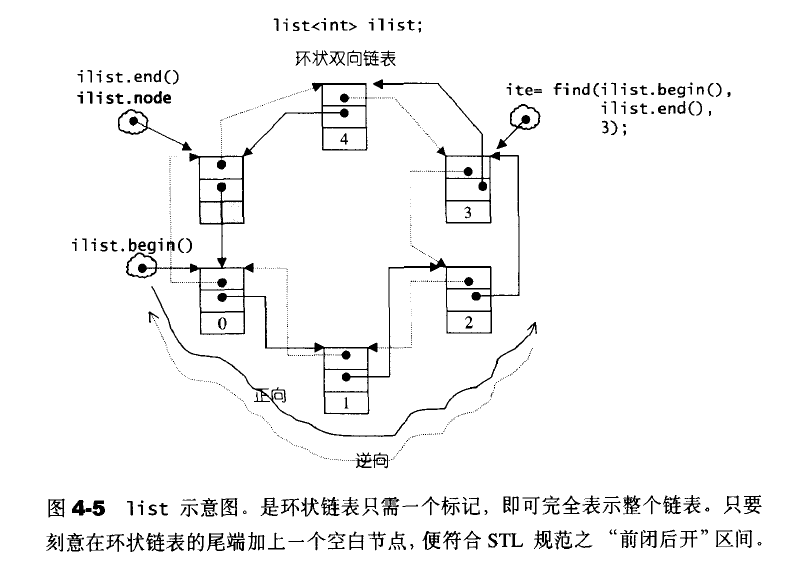 list<int> ilist;
环状双向链表
ilist.end()
ilist.node
ite= find(ilist.begin(),
ilist.end(),
3);
4
3
ilist.begin()
0
2
1
正向
逆向
图 4-5 list 示意图。是环状链表只需一个标记，即可完全表示整个链表。只要
刻意在环状链表的尾端加上一个空白节点，便符合 STL 规范之 “前闭后开”区间。